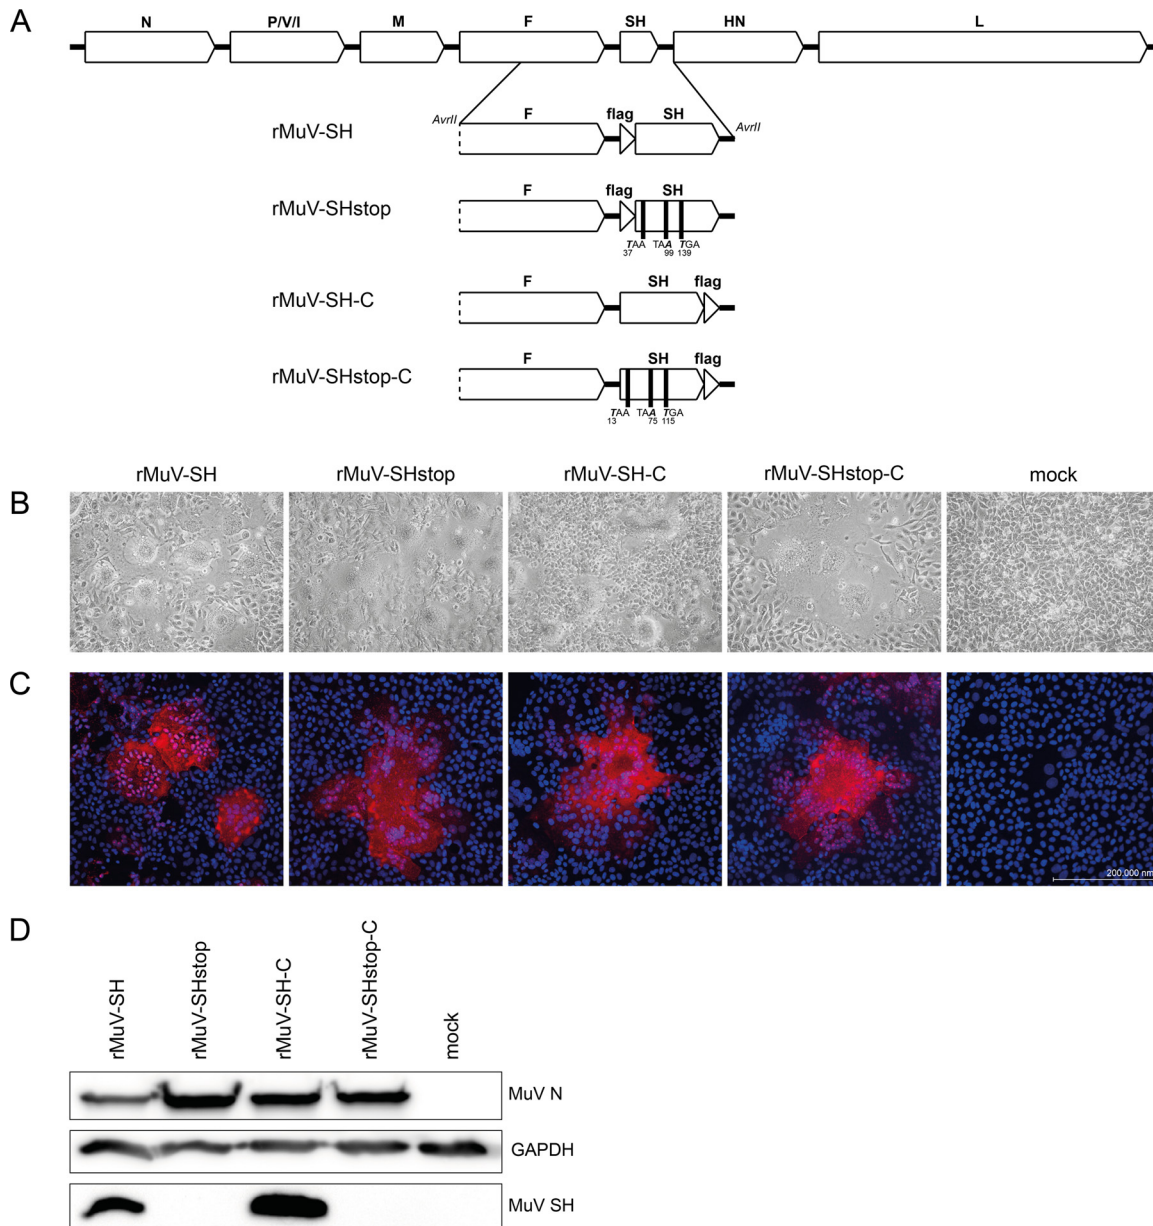 A
N P/V/I M F SH HN L
AvrII F flag SH AvrII
rMuV-SH
F flag SH
rMuV-SHstop
TAA TAA TGA
37 99 139
F SH flag
rMuV-SH-C
F SH flag
rMuV-SHstop-C
TAA TAA TGA
13 75 115
rMuV-SH rMuV-SHstop rMuV-SH-C rMuV-SHstop-C mock
B
C
200.000 nm
D
rMuV-SH rMuV-SHstop rMuV-SH-C rMuV-SHstop-C mock
MuV N
GAPDH
MuV SH